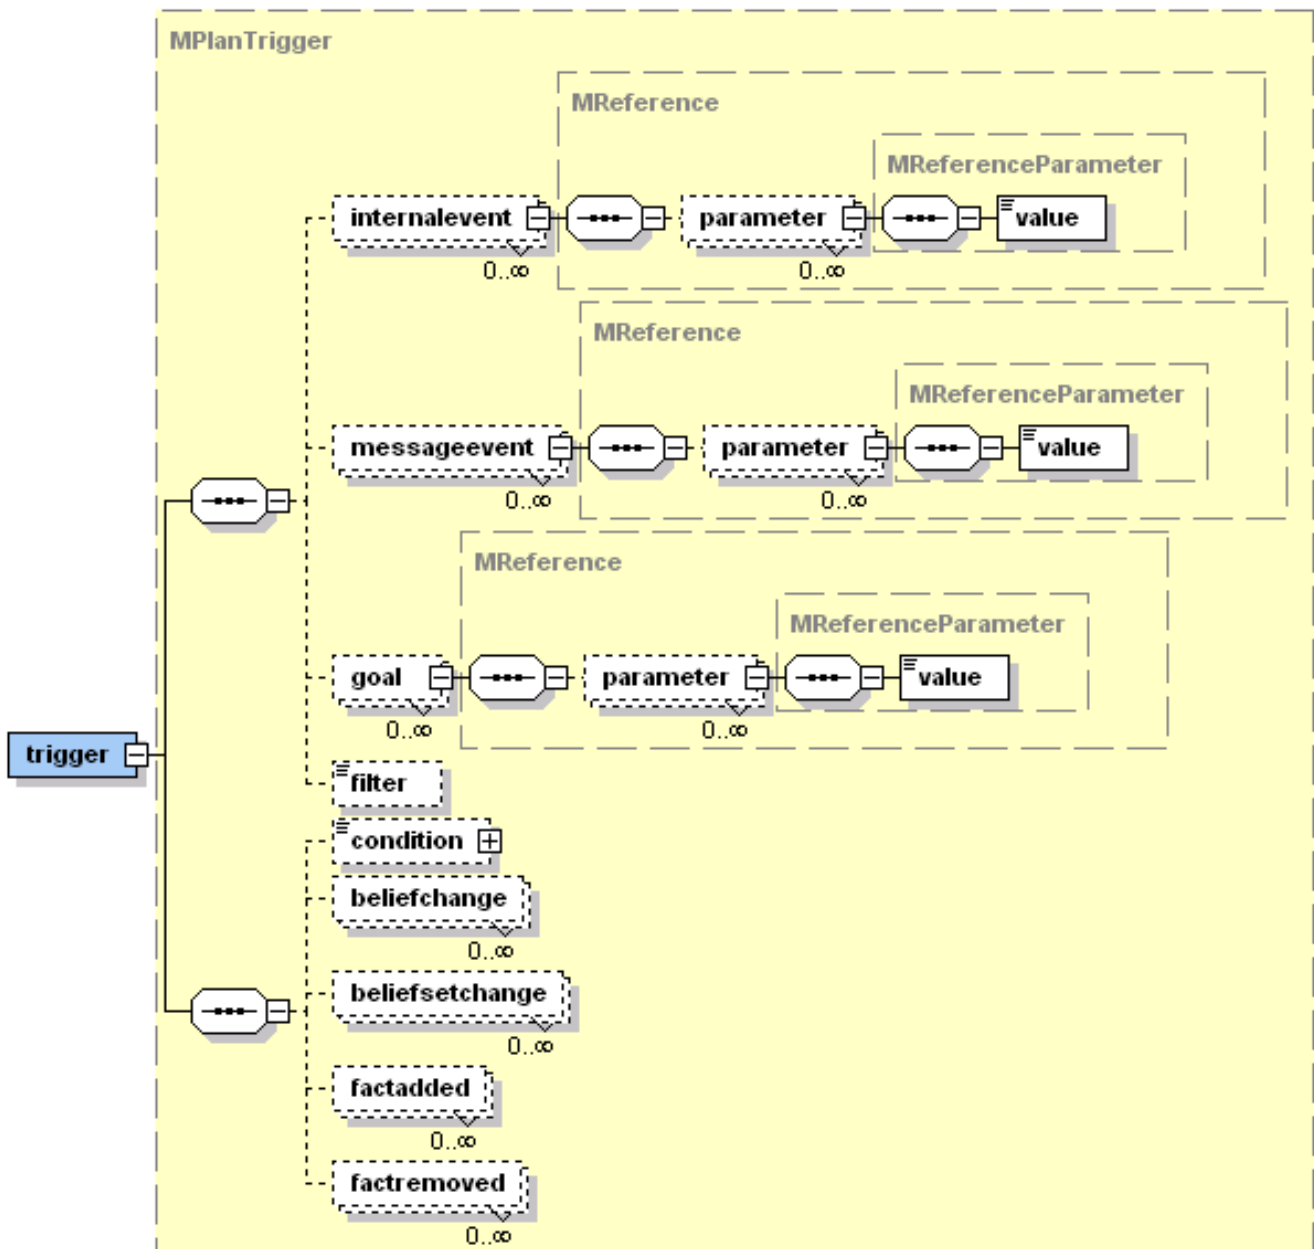 MPlanTrigger
MReference
MReferenceParameter
internalevent
parameter
value
0..∞
0..∞
MReference
MReferenceParameter
messageevent
parameter
value
0..∞
0..∞
MReference
MReferenceParameter
goal
parameter
value
0..∞
0..∞
trigger
filter
condition
beliefchange
0..∞
beliefsetchange
0..∞
factadded
0..∞
factremoved
0..∞